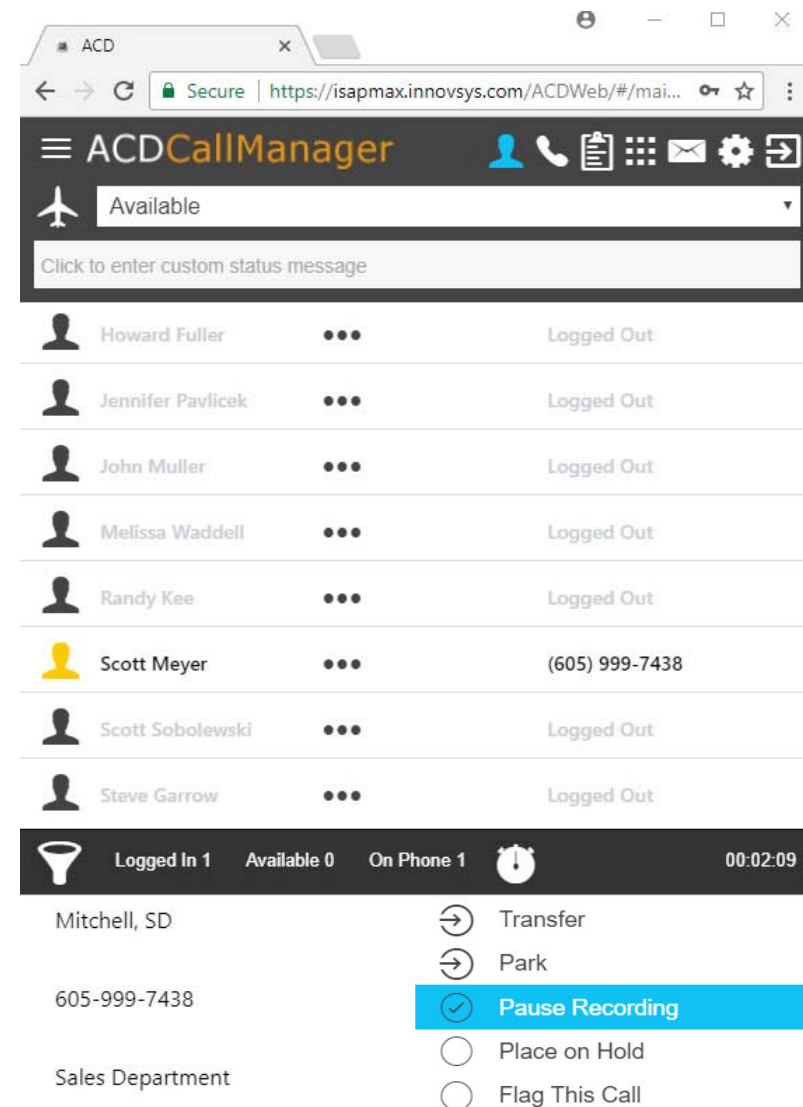 ACD
Secure | https://isapmax.innovsys.com/ACDWeb/#/mai...
ACDCallManager
Available
Click to enter custom status message
Howard Fuller ••• Logged Out
Jennifer Pavlicek ••• Logged Out
John Muller ••• Logged Out
Melissa Waddell ••• Logged Out
Randy Kee ••• Logged Out
Scott Meyer ••• (605) 999-7438
Scott Sobolewski ••• Logged Out
Steve Garrow ••• Logged Out
Logged In 1 Available 0 On Phone 1 00:02:09
Mitchell, SD
605-999-7438
Sales Department
Transfer
Park
Pause Recording
Place on Hold
Flag This Call